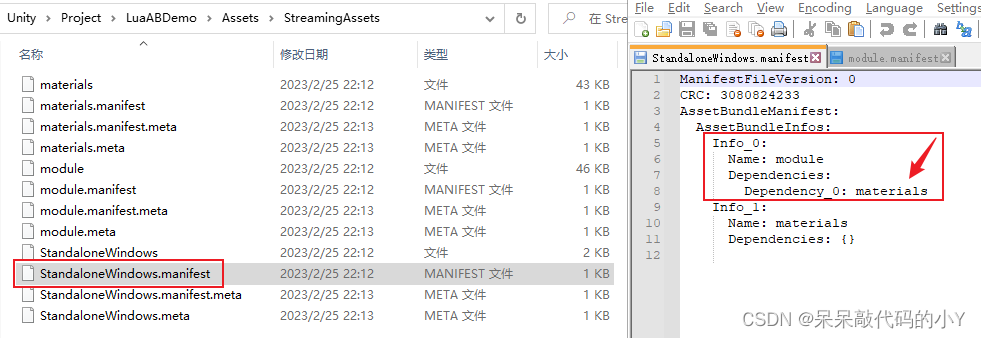 Unity > Project > LuaABDemo > Assets > StreamingAssets
在 Stre
名称 修改日期 类型 大小
materials 2023/2/25 22:12 文件 43 KB
materials.manifest 2023/2/25 22:12 MANIFEST 文件 1 KB
materials.manifest.meta 2023/2/25 22:13 META 文件 1 KB
materials.meta 2023/2/25 22:13 META 文件 1 KB
module 2023/2/25 22:12 文件 46 KB
module.manifest 2023/2/25 22:12 MANIFEST 文件 1 KB
module.manifest.meta 2023/2/25 22:13 META 文件 1 KB
module.meta 2023/2/25 22:13 META 文件 1 KB
StandaloneWindows 2023/2/25 22:12 文件 2 KB
StandaloneWindows.manifest 2023/2/25 22:12 MANIFEST 文件 1 KB
StandaloneWindows.manifest.meta 2023/2/25 22:13 META 文件 1 KB
StandaloneWindows.meta 2023/2/25 22:13 META 文件 1 KB
File Edit Search View Encoding Language Settings
StandaloneWindows.manifest module.manifest
1 ManifestFileVersion: 0
2 CRC: 3080824233
3 AssetBundleManifest:
4 AssetBundleInfos:
5 Info_0:
6 Name: module
7 Dependencies:
8 Dependency_0: materials
9 Info_1:
10 Name: materials
11 Dependencies: {}
12
CSDN @呆呆敲代码的小Y